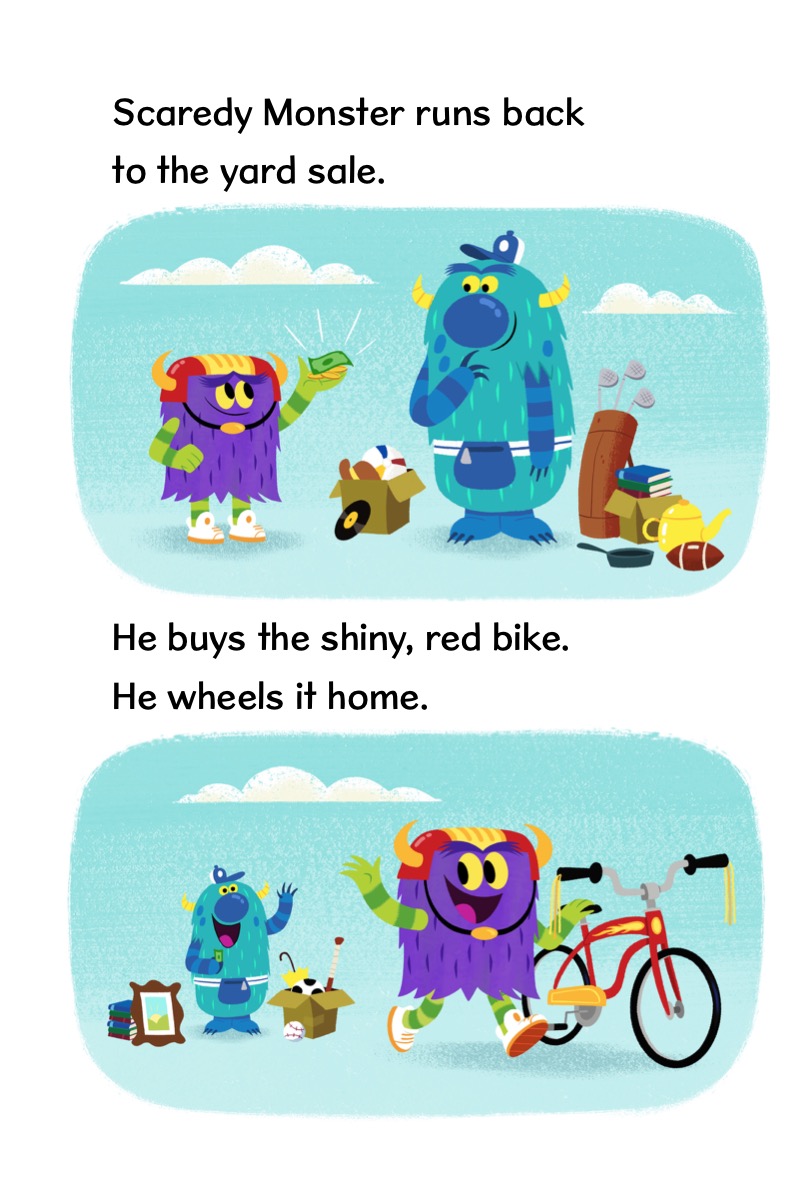 Scaredy Monster runs back
to the yard sale.
He buys the shiny, red bike.
He wheels it home.